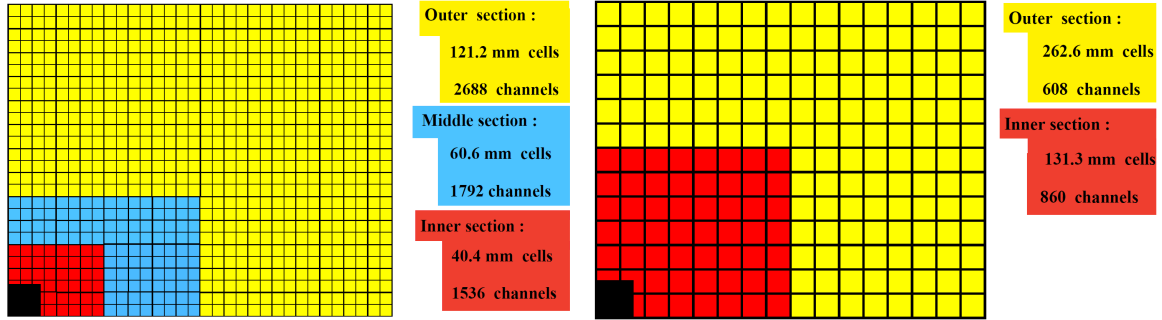 Outer section :
121.2 mm cells
2688 channels
Middle section :
60.6 mm cells
1792 channels
Inner section :
40.4 mm cells
1536 channels
Outer section :
262.6 mm cells
608 channels
Inner section :
131.3 mm cells
860 channels